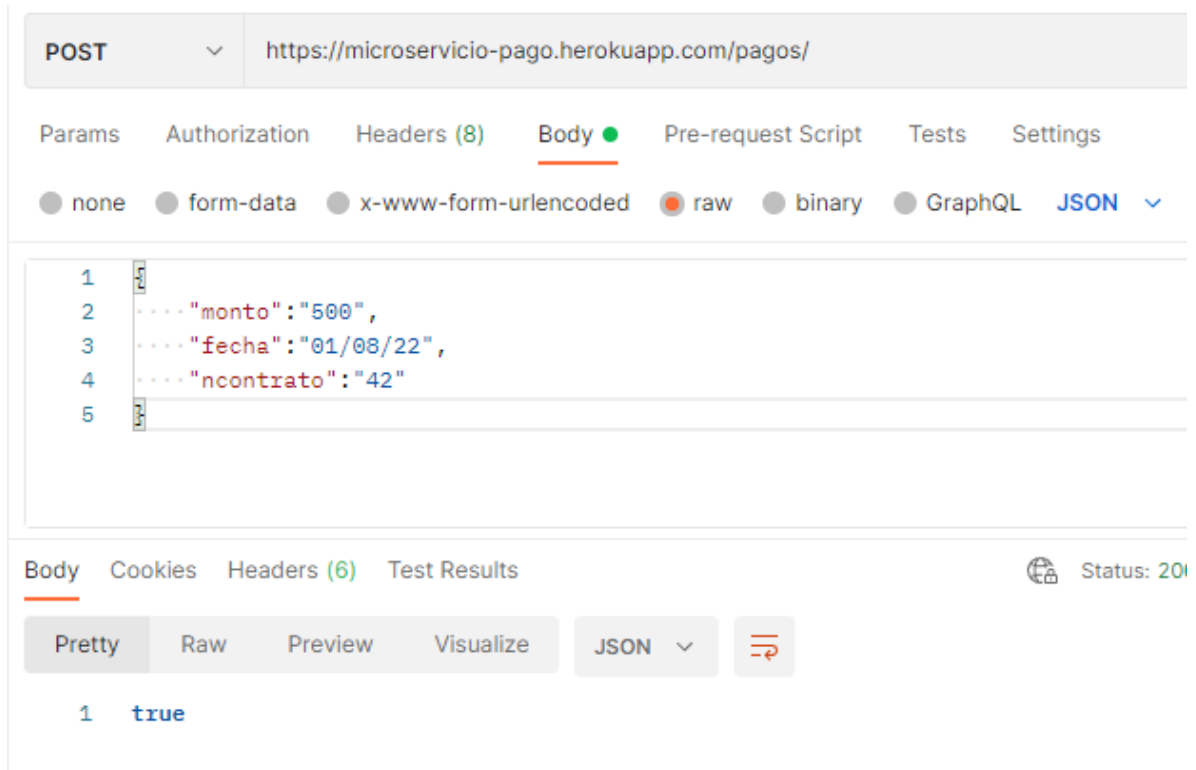 POST https://microservicio-pago.herokuapp.com/pagos/
Params Authorization Headers (8) Body Pre-request Script Tests Settings
none form-data x-www-form-urlencoded raw binary GraphQL JSON
1 {
2 ····"monto":"500",
3 ····"fecha":"01/08/22",
4 ····"ncontrato":"42"
5 }
Body Cookies Headers (6) Test Results Status: 20
Pretty Raw Preview Visualize JSON
1 true